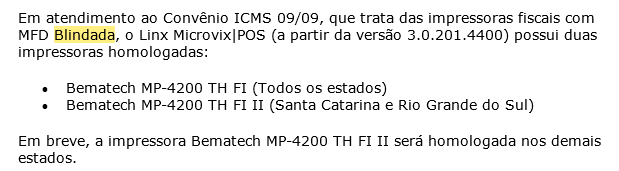 Em atendimento ao Convênio ICMS 09/09, que trata das impressoras fiscais com
MFD Blindada, o Linx Microvix|POS (a partir da versão 3.0.201.4400) possui duas
impressoras homologadas:
• Bematech MP-4200 TH FI (Todos os estados)
• Bematech MP-4200 TH FI II (Santa Catarina e Rio Grande do Sul)
Em breve, a impressora Bematech MP-4200 TH FI II será homologada nos demais
estados.